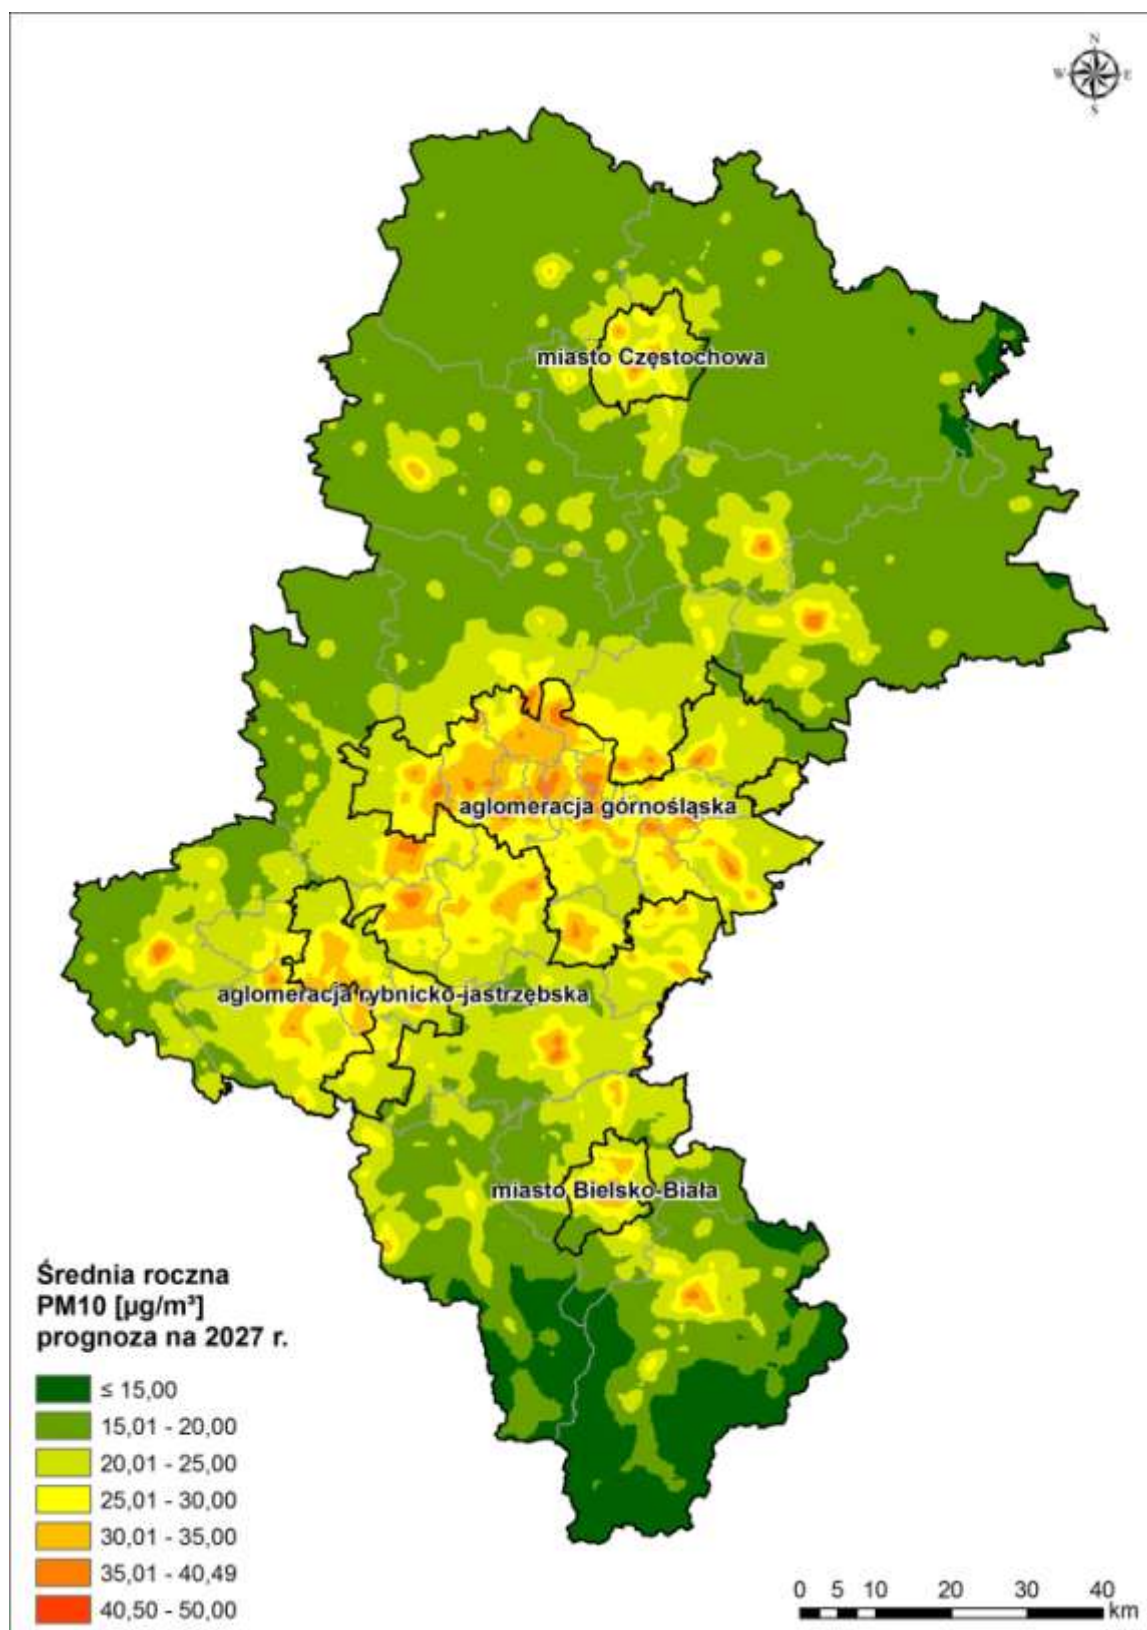 N
W E
S
miasto Częstochowa
aglomeracja górnośląska
aglomeracja rybnicko-jastrzębska
miasto Bielsko-Biała
Średnia roczna
PM10 [µg/m³]
prognoza na 2027 r.
≤ 15,00
15,01 - 20,00
20,01 - 25,00
25,01 - 30,00
30,01 - 35,00
35,01 - 40,49
40,50 - 50,00
0 5 10 20 30 40
km